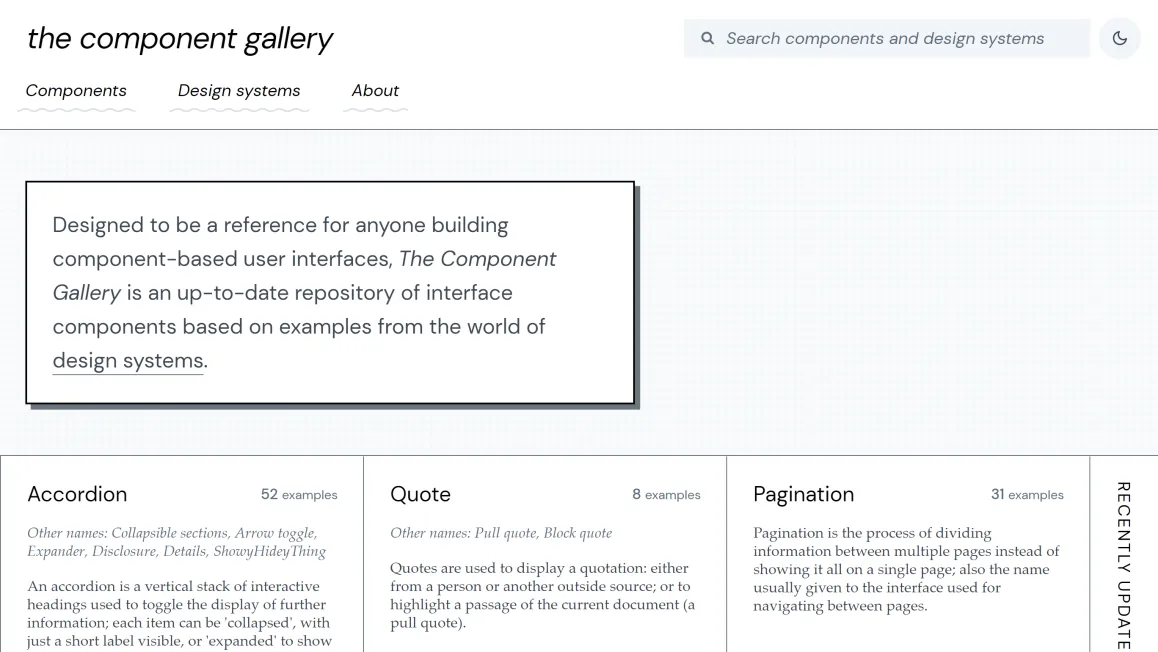 the component gallery
Search components and design systems
Components
Design systems
About
Designed to be a reference for anyone building
component-based user interfaces, The Component
Gallery is an up-to-date repository of interface
components based on examples from the world of
design systems.
Accordion
52 examples
Other names: Collapsible sections, Arrow toggle,
Expander, Disclosure, Details, ShowyHideyThing
An accordion is a vertical stack of interactive
headings used to toggle the display of further
information; each item can be 'collapsed', with
just a short label visible, or 'expanded' to show
Quote
8 examples
Other names: Pull quote, Block quote
Quotes are used to display a quotation: either
from a person or another outside source; or to
highlight a passage of the current document (a
pull quote).
Pagination
31 examples
Pagination is the process of dividing
information between multiple pages instead of
showing it all on a single page; also the name
usually given to the interface used for
navigating between pages.
RECENTLY UPDATE